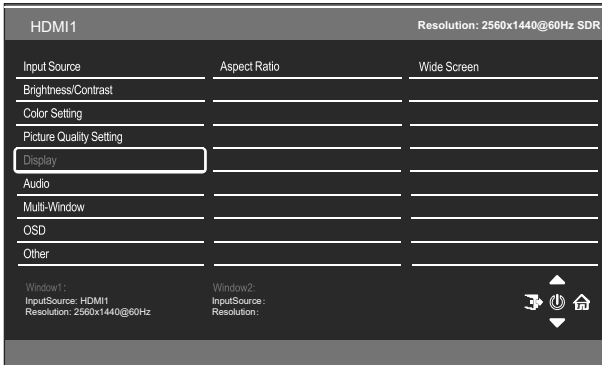 HDMI1 Resolution: 2560x1440@60Hz SDR
Input Source Aspect Ratio Wide Screen
Brightness/Contrast
Color Setting
Picture Quality Setting
Display
Audio
Multi-Window
OSD
Other
Window1: Window2:
InputSource: HDMI1 InputSource:
Resolution: 2560x1440@60Hz Resolution: